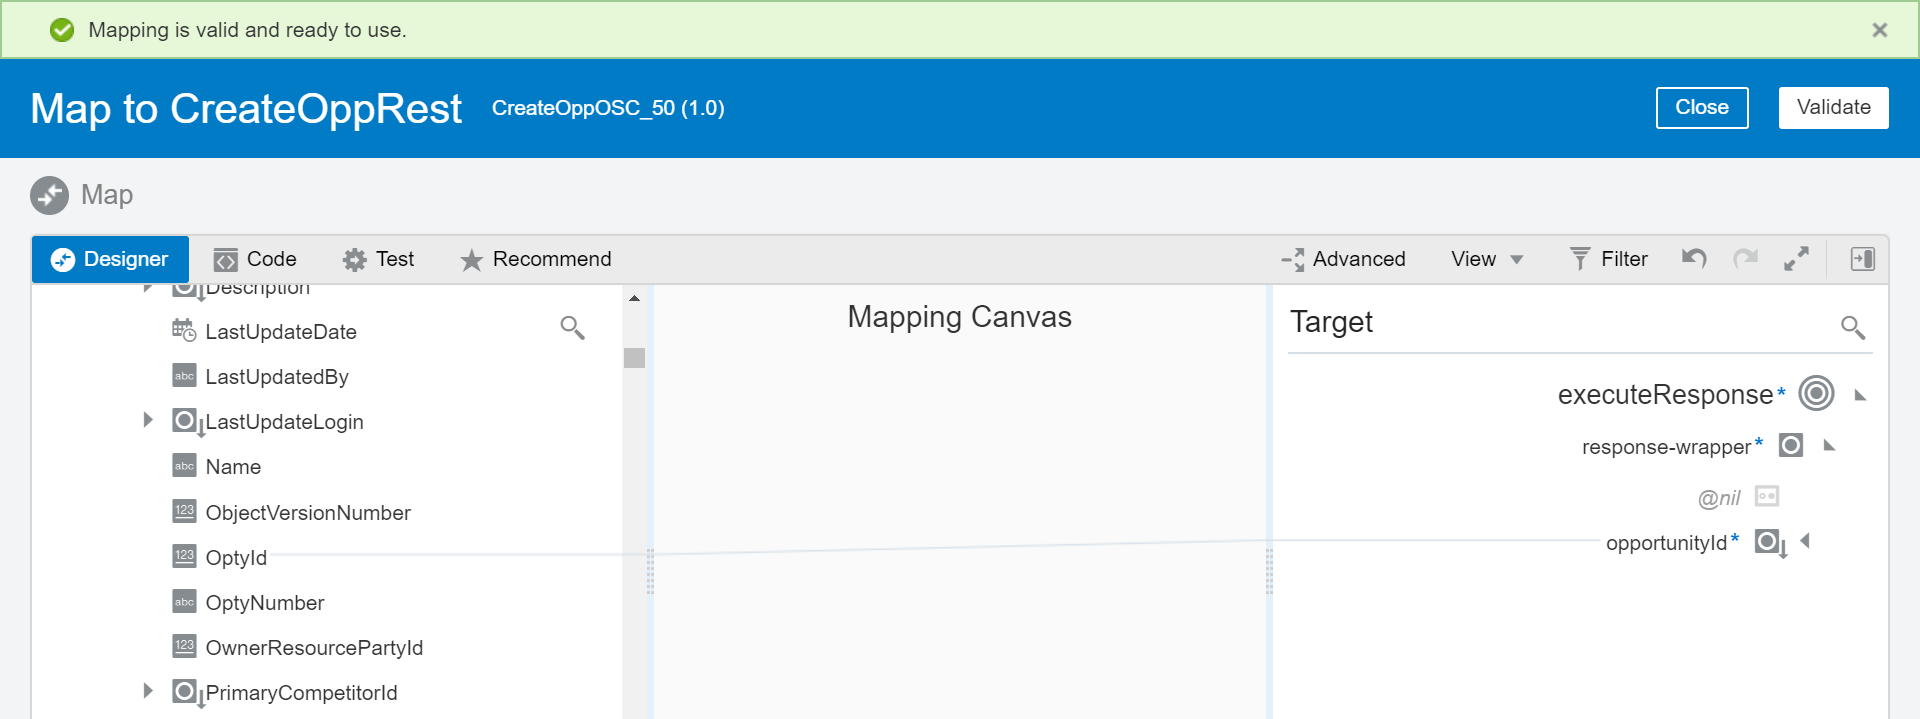 Mapping is valid and ready to use.
Map to CreateOppRest CreateOppOSC_50 (1.0) Close Validate
Map
Designer Code Test Recommend Advanced View Filter
Description
Mapping Canvas
Target
LastUpdateDate
abc LastUpdatedBy
executeResponse*
LastUpdateLogin
response-wrapper*
abc Name
@nil
123 ObjectVersionNumber
123 OptyId
opportunityId*
abc OptyNumber
123 OwnerResourcePartyId
PrimaryCompetitorId